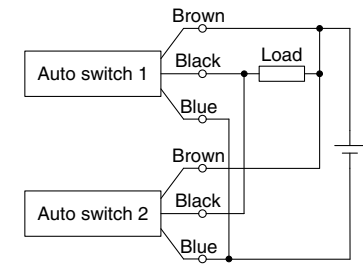 Brown
Black
Load
Auto switch 1
Blue
Brown
Black
Auto switch 2
Blue